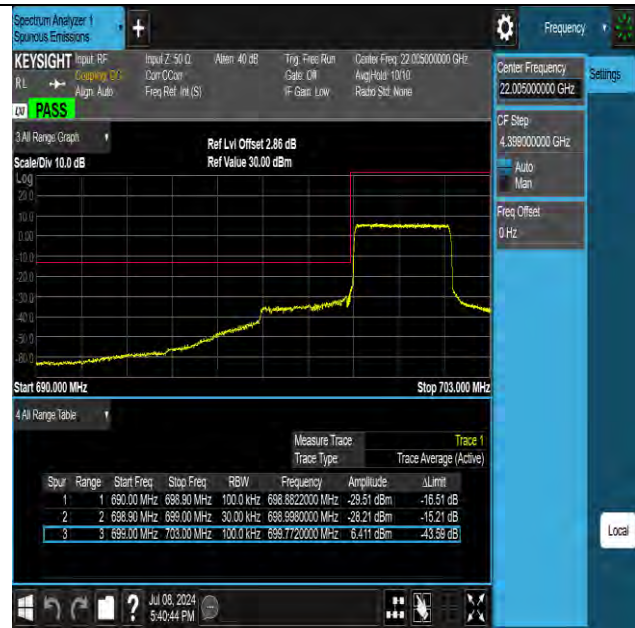 Spectrum Analyzer 1
Spurious Emissions
Frequency
KEYSIGHT Input: RF Input Z: 50 Ω Atten: 40 dB Trig: Free Run Center Freq: 22.005000000 GHz
RL Coupling: DC Corr CCorr Gate: Off Avg|Hold: 10/10
Align: Auto Freq Ref: Int (S) IF Gain: Low Radio Std: None
LXI PASS
Center Frequency
22.005000000 GHz
Settings
CF Step
4.399000000 GHz
Auto
Man
Freq Offset
0 Hz
3 All Range Graph
Ref Lvl Offset 2.86 dB
Scale/Div 10.0 dB Ref Value 30.00 dBm
Log
20.0
10.0
0.00
-10.0
-20.0
-30.0
-40.0
-50.0
-60.0
Start 690.000 MHz Stop 703.000 MHz
4 All Range Table
Measure Trace Trace 1
Trace Type Trace Average (Active)
Spur Range Start Freq Stop Freq RBW Frequency Amplitude ΔLimit
1 1 690.00 MHz 698.90 MHz 100.0 kHz 698.8822000 MHz -29.51 dBm -16.51 dB
2 2 698.90 MHz 699.00 MHz 30.00 kHz 698.9980000 MHz -28.21 dBm -15.21 dB
3 3 699.00 MHz 703.00 MHz 100.0 kHz 699.7720000 MHz 6.411 dBm -43.59 dB
Local
? Jul 08, 2024
5:40:44 PM